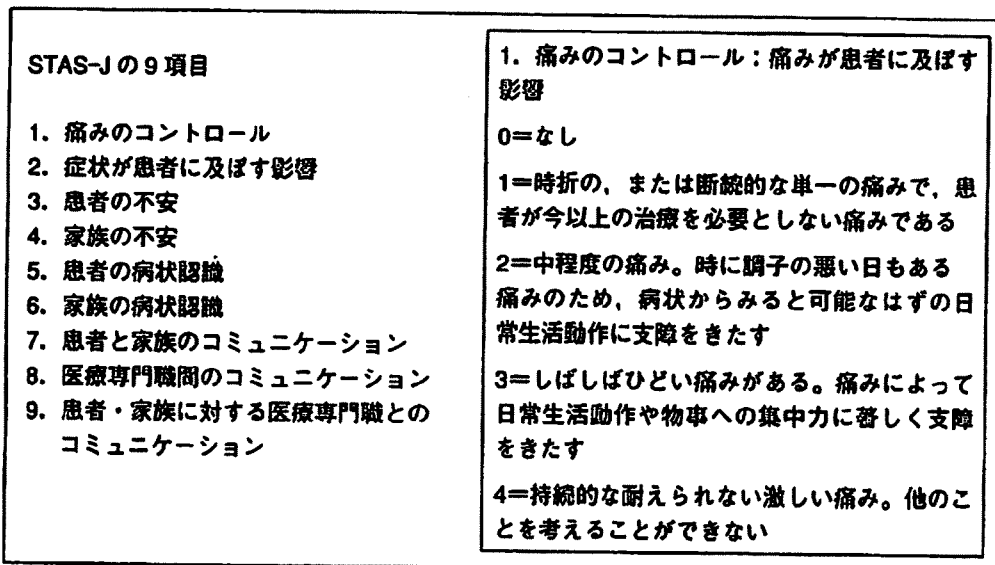 STAS-Jの9項目
1. 痛みのコントロール
2. 症状が患者に及ぼす影響
3. 患者の不安
4. 家族の不安
5. 患者の病状認識
6. 家族の病状認識
7. 患者と家族のコミュニケーション
8. 医療専門職間のコミュニケーション
9. 患者・家族に対する医療専門職との
コミュニケーション
1. 痛みのコントロール：痛みが患者に及ぼす
影響
0=なし
1=時折の，または断続的な単一の痛みで，患
者が今以上の治療を必要としない痛みである
2=中程度の痛み。時に調子の悪い日もある
痛みのため，病状からみると可能なはずの日
常生活動作に支障をきたす
3=しばしばひどい痛みがある。痛みによって
日常生活動作や物事への集中力に著しく支障
をきたす
4=持続的な耐えられない激しい痛み。他のこ
とを考えることができない